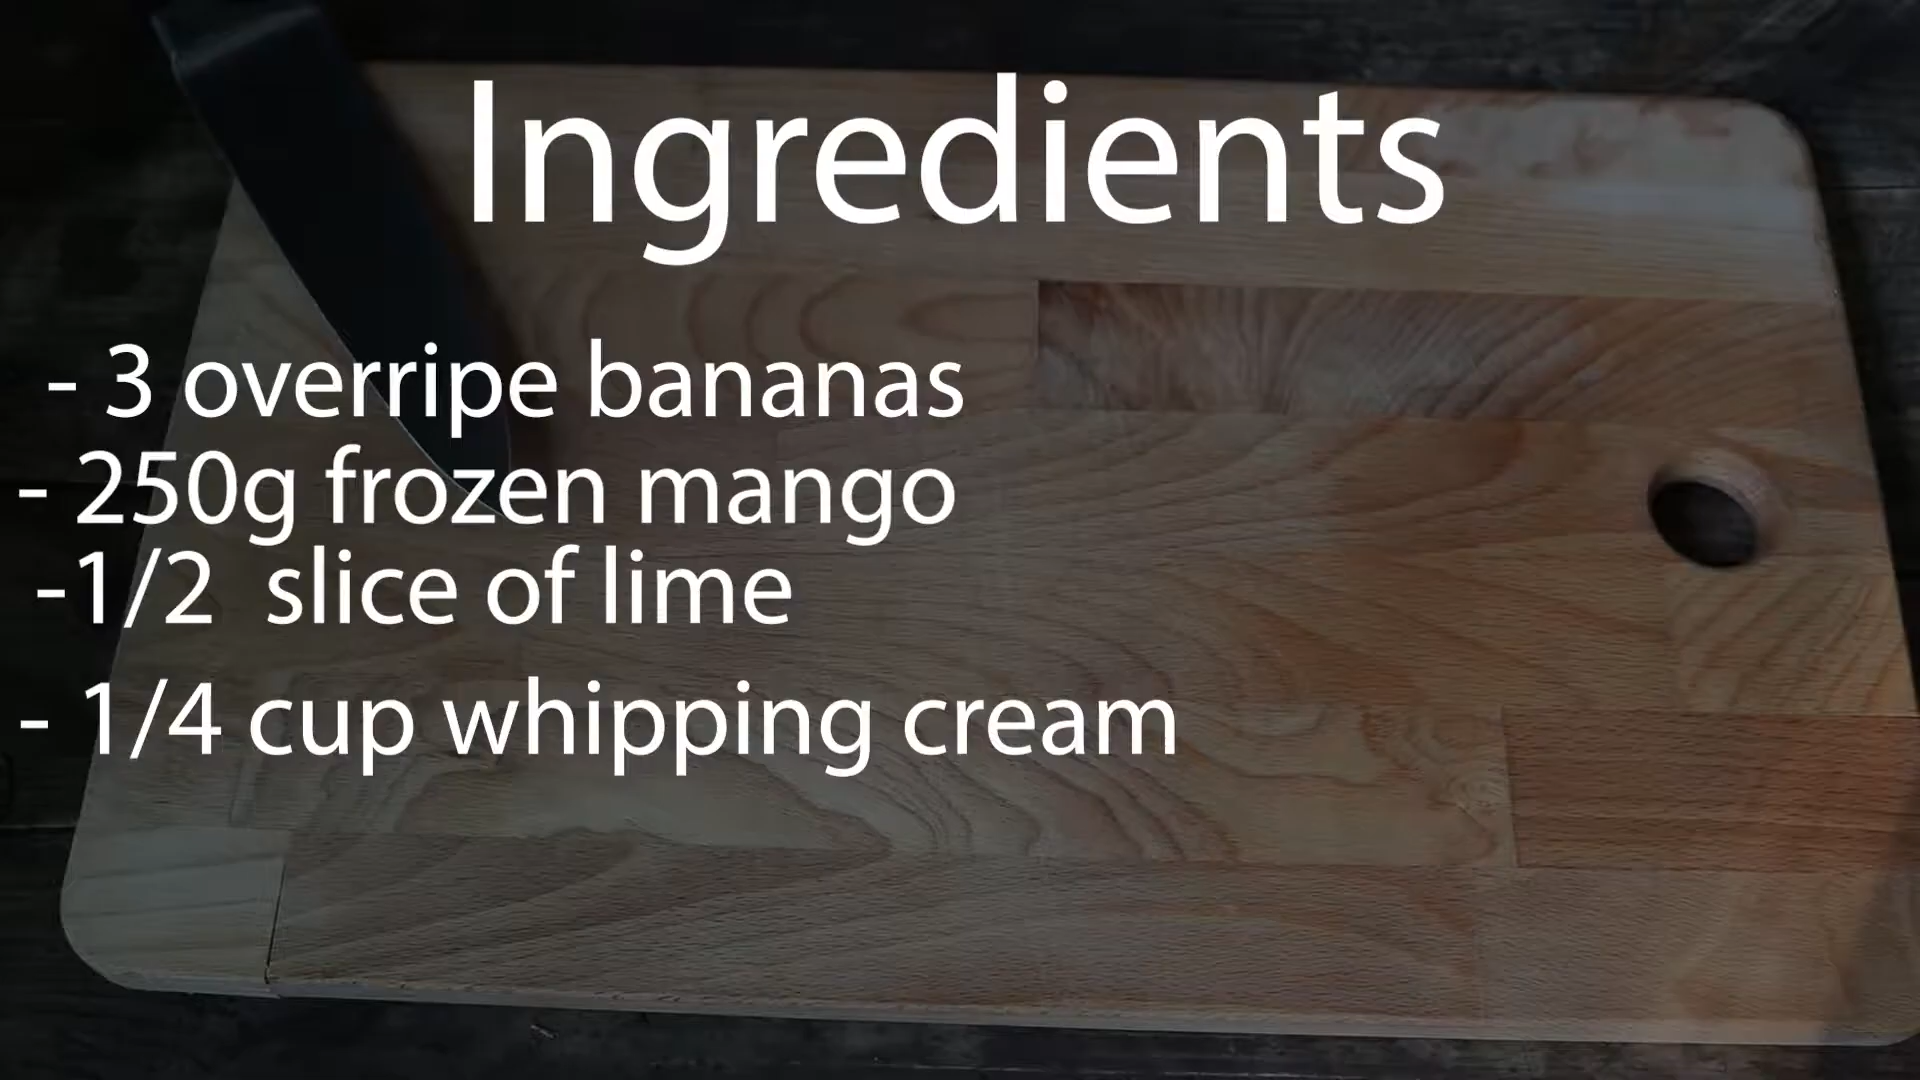 Ingredients
- 3 overripe bananas
- 250g frozen mango
-1/2  slice of lime
- 1/4 cup whipping cream